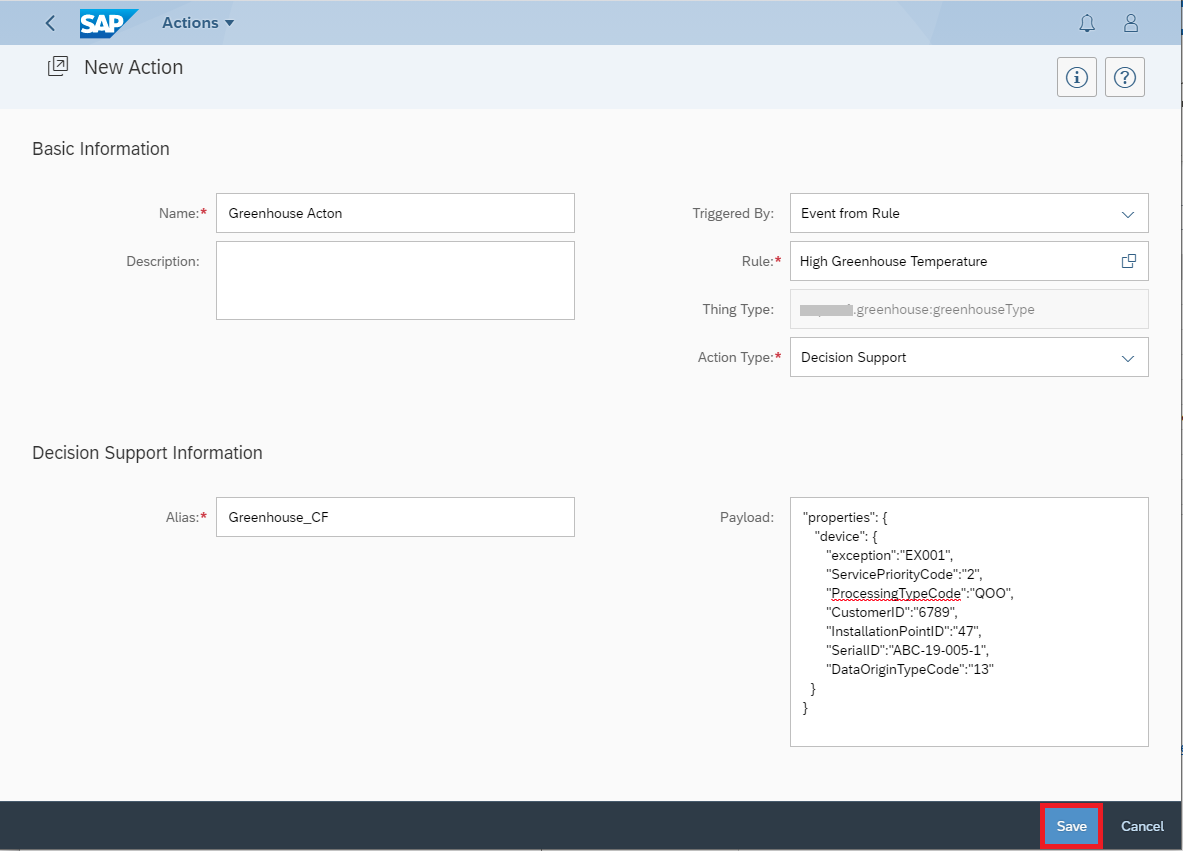 SAP Actions
New Action
Basic Information
Name:* Greenhouse Acton
Description:
Triggered By: Event from Rule
Rule:* High Greenhouse Temperature
Thing Type: .greenhouse:greenhouseType
Action Type:* Decision Support
Decision Support Information
Alias:* Greenhouse_CF
Payload: "properties": {
"device": {
"exception":"EX001",
"ServicePriorityCode":"2",
"ProcessingTypeCode":"QOO",
"CustomerID":"6789",
"InstallationPointID":"47",
"SerialID":"ABC-19-005-1",
"DataOriginTypeCode":"13"
}
}
Save Cancel